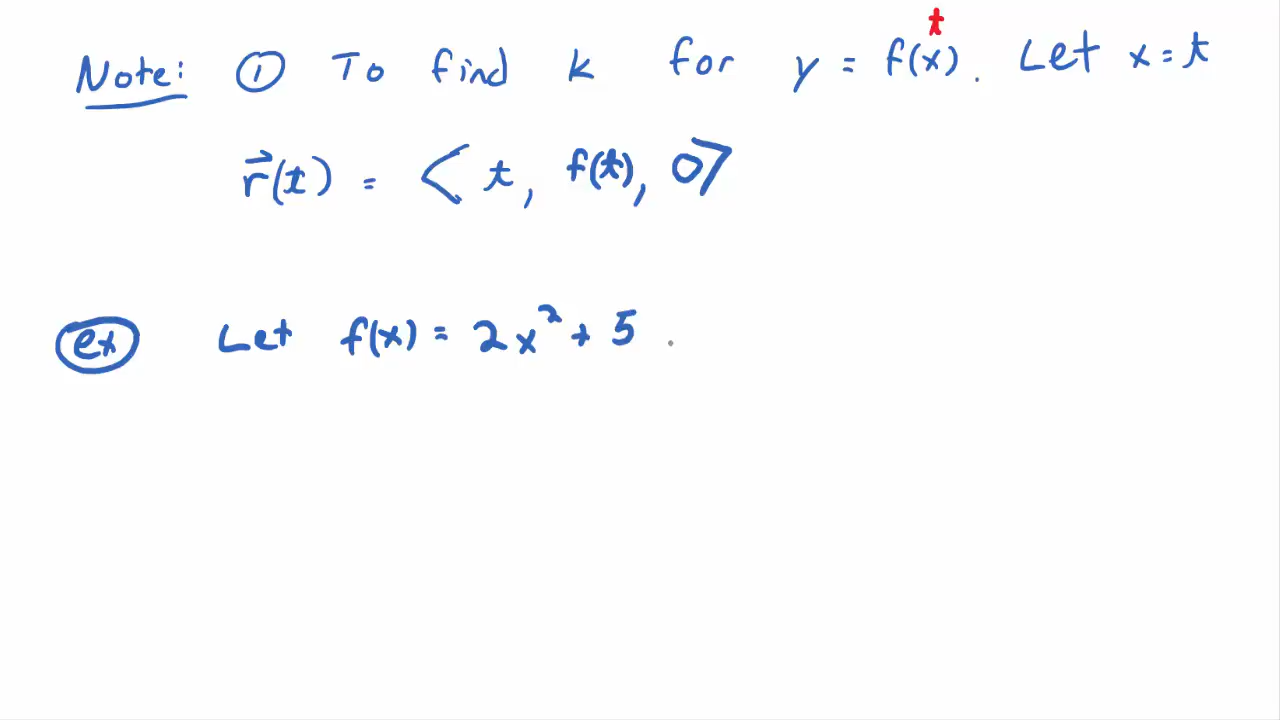 t
Note: ① To find k for y = f(x). Let x = t
r⃗(t) = < t, f(t), 0>
ex Let f(x) = 2x² + 5